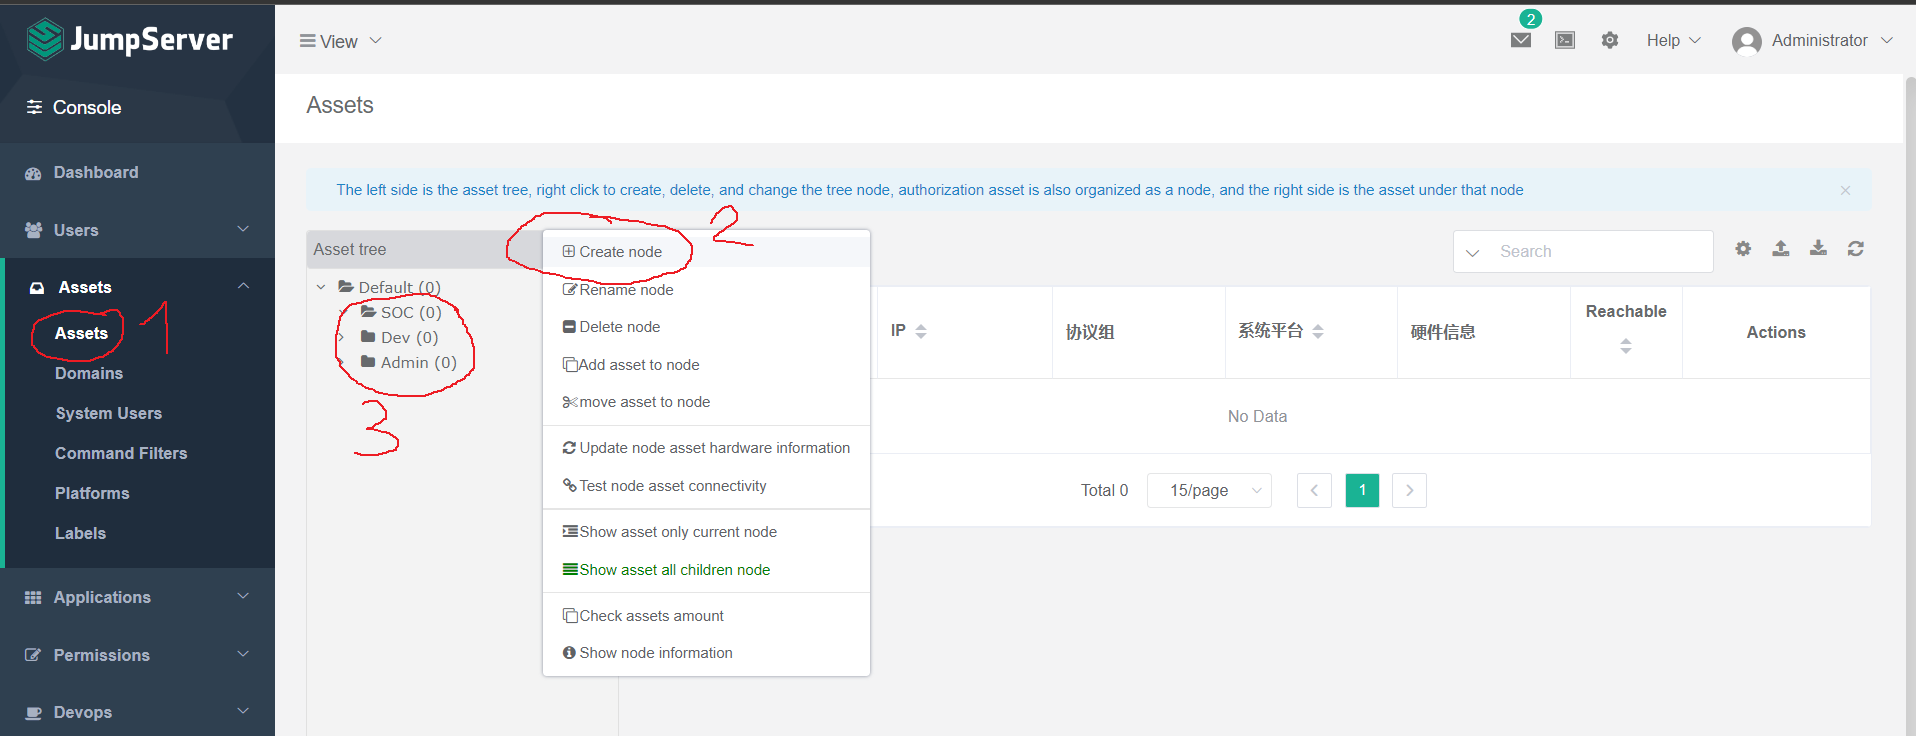 JumpServer
View
2
Help
Administrator
Console
Assets
Dashboard
The left side is the asset tree, right click to create, delete, and change the tree node, authorization asset is also organized as a node, and the right side is the asset under that node
Users
2
Asset tree
Create node
Search
Assets
Default (0)
Rename node
SOC (0)
IP
协议组
系统平台
硬件信息
Reachable
Actions
1
Assets
Dev (0)
Delete node
Admin (0)
Add asset to node
Domains
move asset to node
System Users
3
No Data
Command Filters
Update node asset hardware information
Platforms
Test node asset connectivity
Total 0
15/page
1
Labels
Show asset only current node
Show asset all children node
Applications
Check assets amount
Permissions
Show node information
Devops